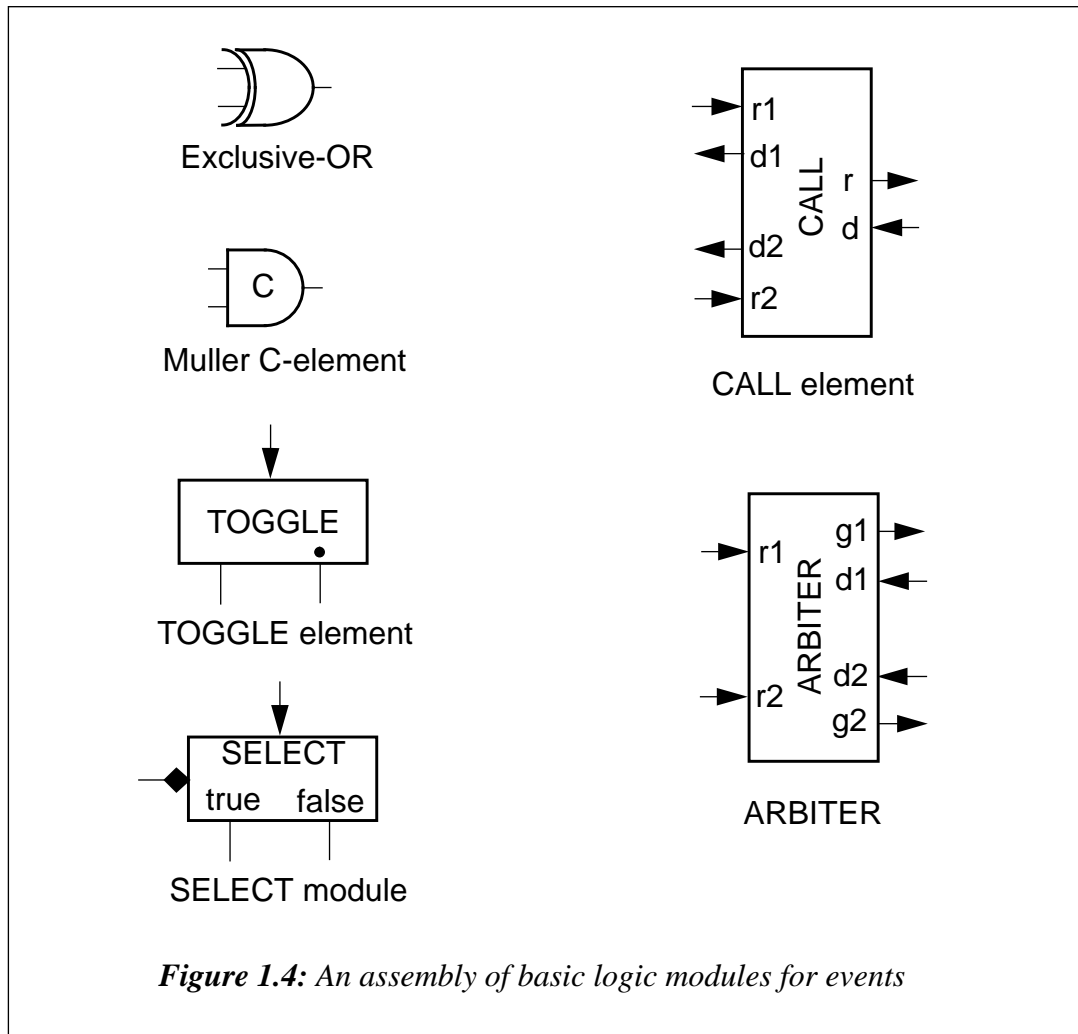 Exclusive-OR
C
Muller C-element
TOGGLE
TOGGLE element
SELECT
true false
SELECT module
r1
d1
CALL
r
d
d2
r2
CALL element
r1
g1
d1
ARBITER
r2
d2
g2
ARBITER
Figure 1.4: An assembly of basic logic modules for events